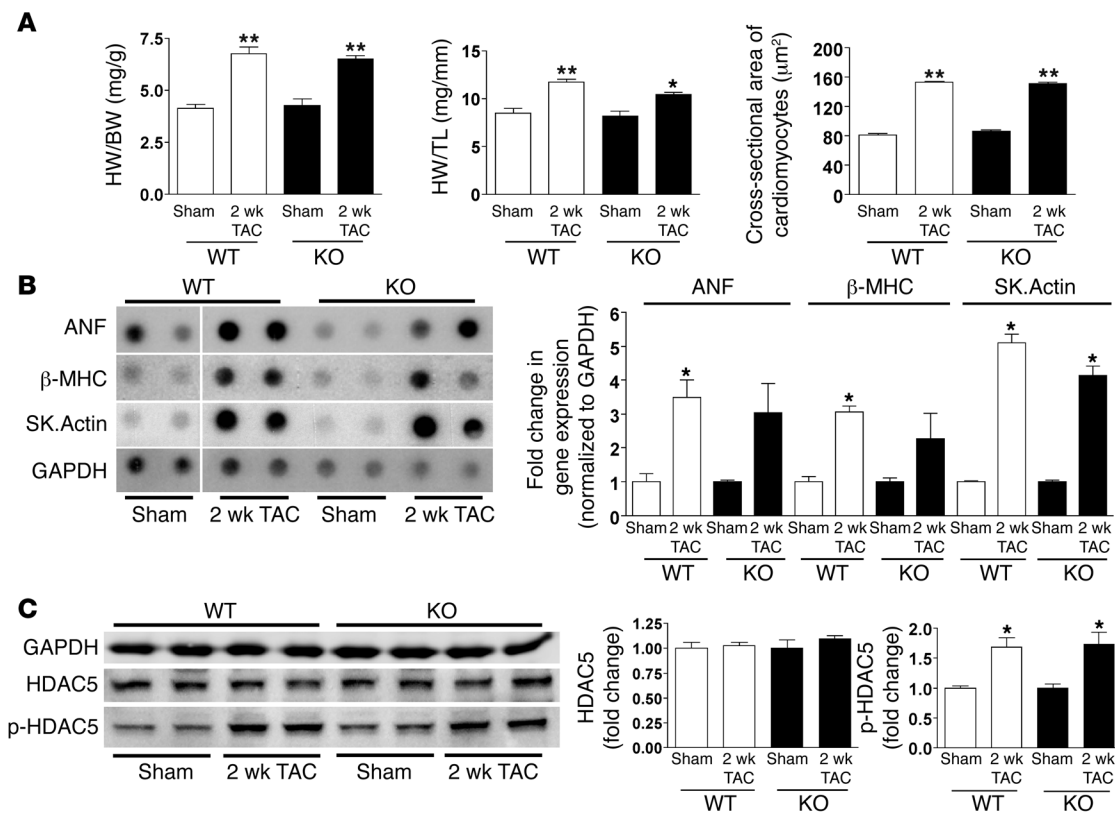 A
HW/BW (mg/g)
7.5
5.0
2.5
0.0
** **
Sham 2 wk TAC Sham 2 wk TAC
WT KO
HW/TL (mg/mm)
15
10
5
0
** *
Sham 2 wk TAC Sham 2 wk TAC
WT KO
Cross-sectional area of
cardiomyocytes (μm²)
200
160
120
80
40
0
** **
Sham 2 wk TAC Sham 2 wk TAC
WT KO
B
WT KO
ANF
β-MHC
SK.Actin
GAPDH
Sham 2 wk TAC Sham 2 wk TAC
ANF β-MHC SK.Actin
Fold change in
gene expression
(normalized to GAPDH)
6
5
4
3
2
1
0
* * * *
Sham 2 wk TAC Sham 2 wk TAC Sham 2 wk TAC Sham 2 wk TAC Sham 2 wk TAC Sham 2 wk TAC
WT KO WT KO WT KO
C
WT KO
GAPDH
HDAC5
p-HDAC5
Sham 2 wk TAC Sham 2 wk TAC
HDAC5
(fold change)
1.25
1.00
0.75
0.50
0.25
0.00
Sham 2 wk TAC Sham 2 wk TAC
WT KO
p-HDAC5
(fold change)
2.0
1.5
1.0
0.5
0.0
* *
Sham 2 wk TAC Sham 2 wk TAC
WT KO